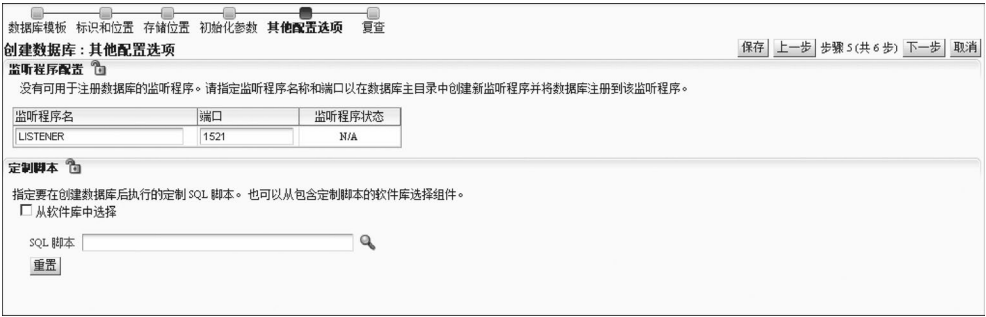 数据库模板 标识和位置 存储位置 初始化参数 其他配置选项 复查
创建数据库：其他配置选项
保存 上一步 步骤 5 (共 6 步) 下一步 取消
监听程序配置
没有可用于注册数据库的监听程序。请指定监听程序名称和端口以在数据库主目录中创建新监听程序并将数据库注册到该监听程序。
监听程序名 端口 监听程序状态
LISTENER 1521 N/A
定制脚本
指定要在创建数据库后执行的定制 SQL 脚本。也可以从包含定制脚本的软件库选择组件。
从软件库中选择
SQL 脚本
重置